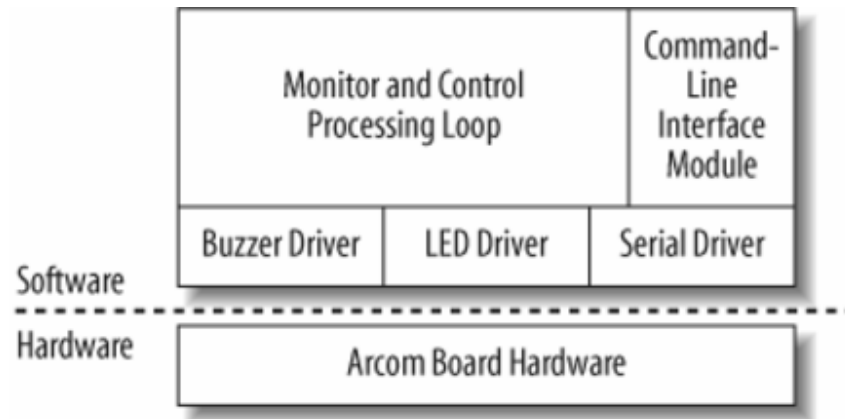 Monitor and Control
Processing Loop
Command-
Line
Interface
Module
Buzzer Driver
LED Driver
Serial Driver
Software
Hardware
Arcom Board Hardware